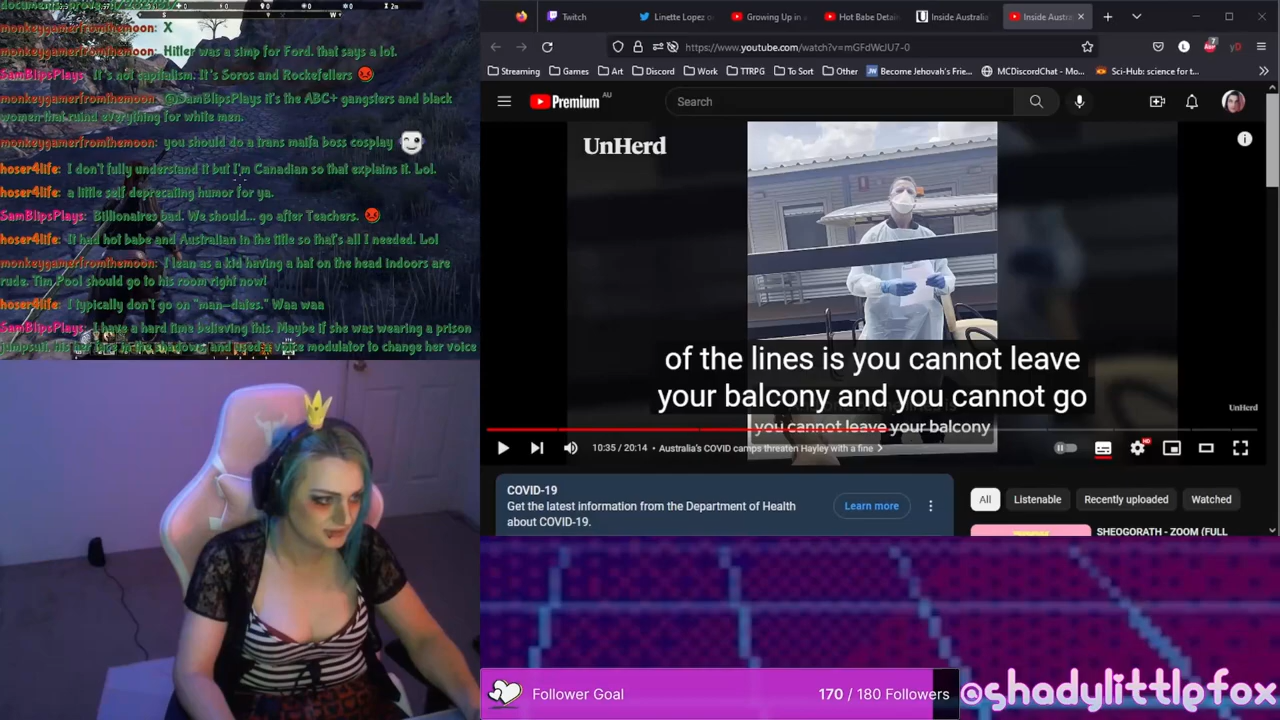 monkeygamerfromthemoon: X
monkeygamerfromthemoon: Hitler was a simp for Ford. that says a lot.
SamBlipsPlays: It's not capitalism. It's Soros and Rockefellers
monkeygamerfromthemoon: @SamBlipsPlays it's the ABC+ gangsters and black
women that ruind everything for white men.
monkeygamerfromthemoon: you should do a trans maifa boss cosplay
hoser4life: I don't fully understand it but I'm Canadian so that explains it. Lol.
hoser4life: a little self deprecating humor for ya.
SamBlipsPlays: Billionaires bad. We should... go after Teachers.
hoser4life: It had hot babe and Australian in the title so that's all I needed. Lol
monkeygamerfromthemoon: I lean as a kid having a hat on the head indoors are
rude. Tim Pool should go to his room right now!
hoser4life: I typically don't go on "man-dates." Waa waa
SamBlipsPlays: I have a hard time believing this. Maybe if she was wearing a prison
jumpsuit. in the shadows and used a voice modulator to change her voice
Twitch
Linette Lopez o
Growing Up in
Hot Babe Deta
Inside Australia
Inside Aus
https://www.youtube.com/watch?v=mGFdWcJU7-0
Streaming
Games
Art
Discord
Work
TTRPG
To Sort
Other
Become Jehovah's Frie...
MCDiscordChat - Mo...
Sci-Hub: science for t...
Premium AU
Search
UnHerd
of the lines is you cannot leave
your balcony and you cannot go
you cannot leave your balcony
UnHerd
10:35 / 20:14 • Australia's COVID camps threaten Hayley with a fine
HD
COVID-19
Get the latest information from the Department of Health
about COVID-19.
Learn more
All
Listenable
Recently uploaded
Watched
SHEOGORATH - ZOOM (FULL
Follower Goal
170 / 180 Followers
@shadylittlefox